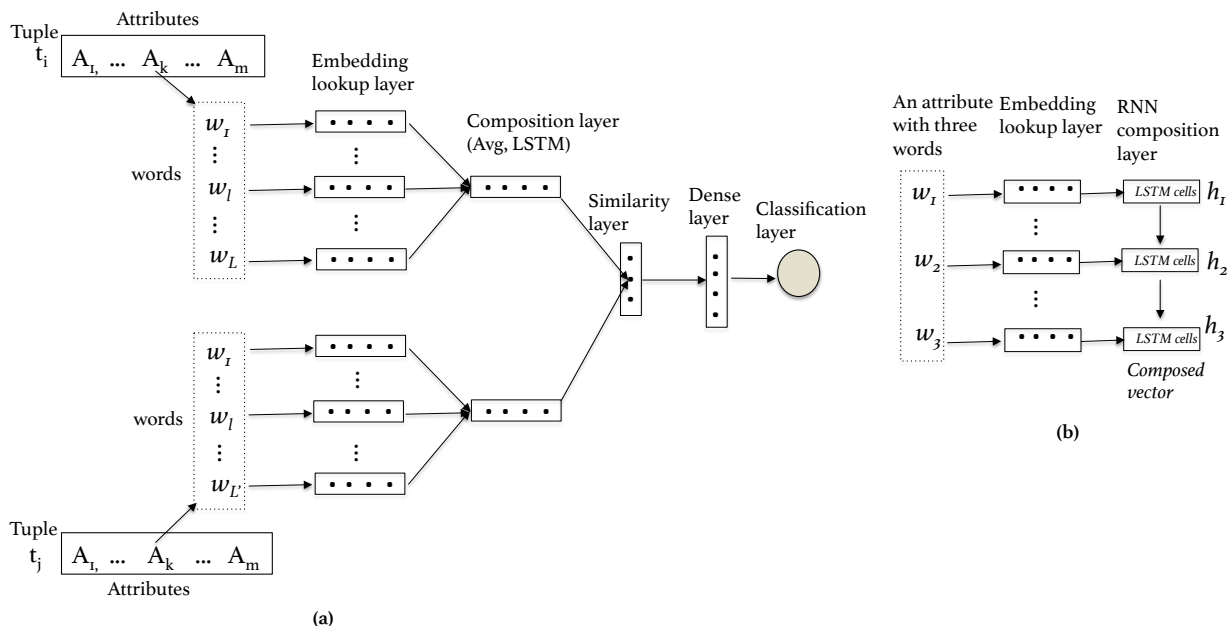 Attributes
Tuple
tᵢ
A₁, ... Aₖ ... Aₘ
Embedding
lookup layer
words
w₁
⋮
wₗ
⋮
w_L
Composition layer
(Avg, LSTM)
Similarity
layer
Dense
layer
Classification
layer
words
w₁
⋮
wₗ
⋮
w_L'
Tuple
tⱼ
A₁, ... Aₖ ... Aₘ
Attributes
(a)
An attribute
with three
words
Embedding
lookup layer
RNN
composition
layer
w₁
LSTM cells h₁
w₂
LSTM cells h₂
w₃
LSTM cells h₃
Composed
vector
(b)